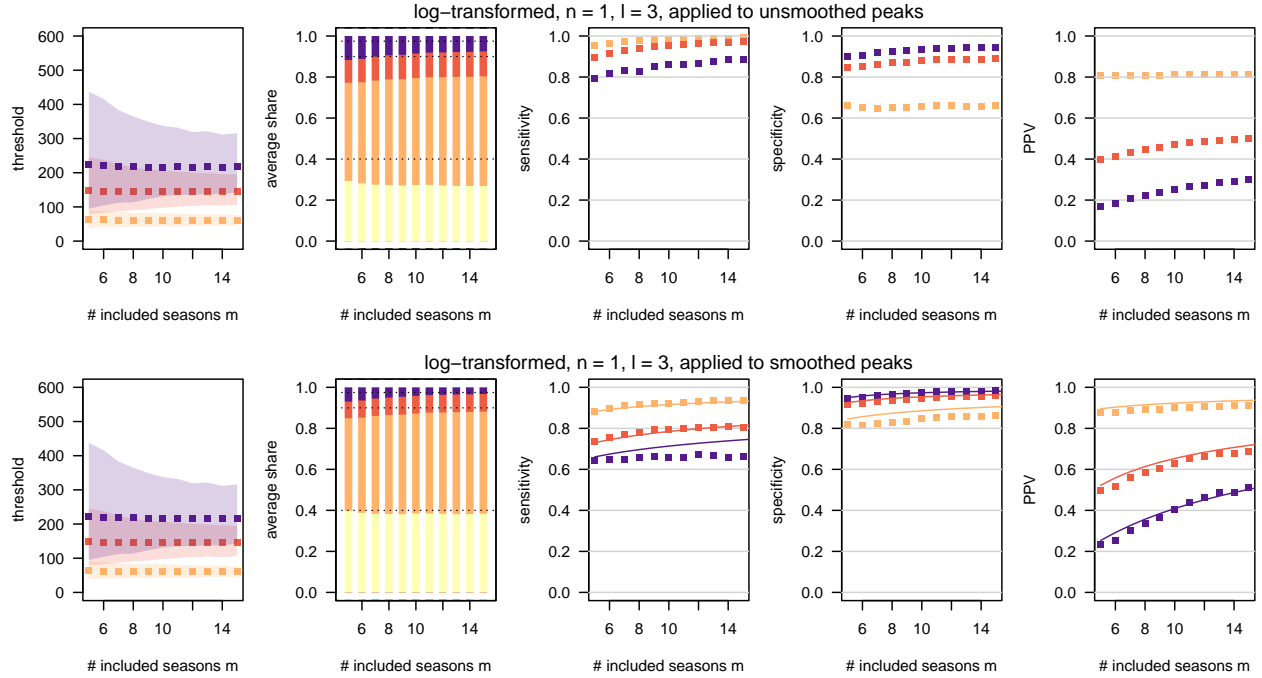 log−transformed, n = 1, l = 3, applied to unsmoothed peaks
threshold
0
100
200
300
400
500
600
6 8 10 14
# included seasons m
average share
0.0
0.2
0.4
0.6
0.8
1.0
6 8 10 14
# included seasons m
sensitivity
0.0
0.2
0.4
0.6
0.8
1.0
6 8 10 14
# included seasons m
specificity
0.0
0.2
0.4
0.6
0.8
1.0
6 8 10 14
# included seasons m
PPV
0.0
0.2
0.4
0.6
0.8
1.0
6 8 10 14
# included seasons m
log−transformed, n = 1, l = 3, applied to smoothed peaks
threshold
0
100
200
300
400
500
600
6 8 10 14
# included seasons m
average share
0.0
0.2
0.4
0.6
0.8
1.0
6 8 10 14
# included seasons m
sensitivity
0.0
0.2
0.4
0.6
0.8
1.0
6 8 10 14
# included seasons m
specificity
0.0
0.2
0.4
0.6
0.8
1.0
6 8 10 14
# included seasons m
PPV
0.0
0.2
0.4
0.6
0.8
1.0
6 8 10 14
# included seasons m